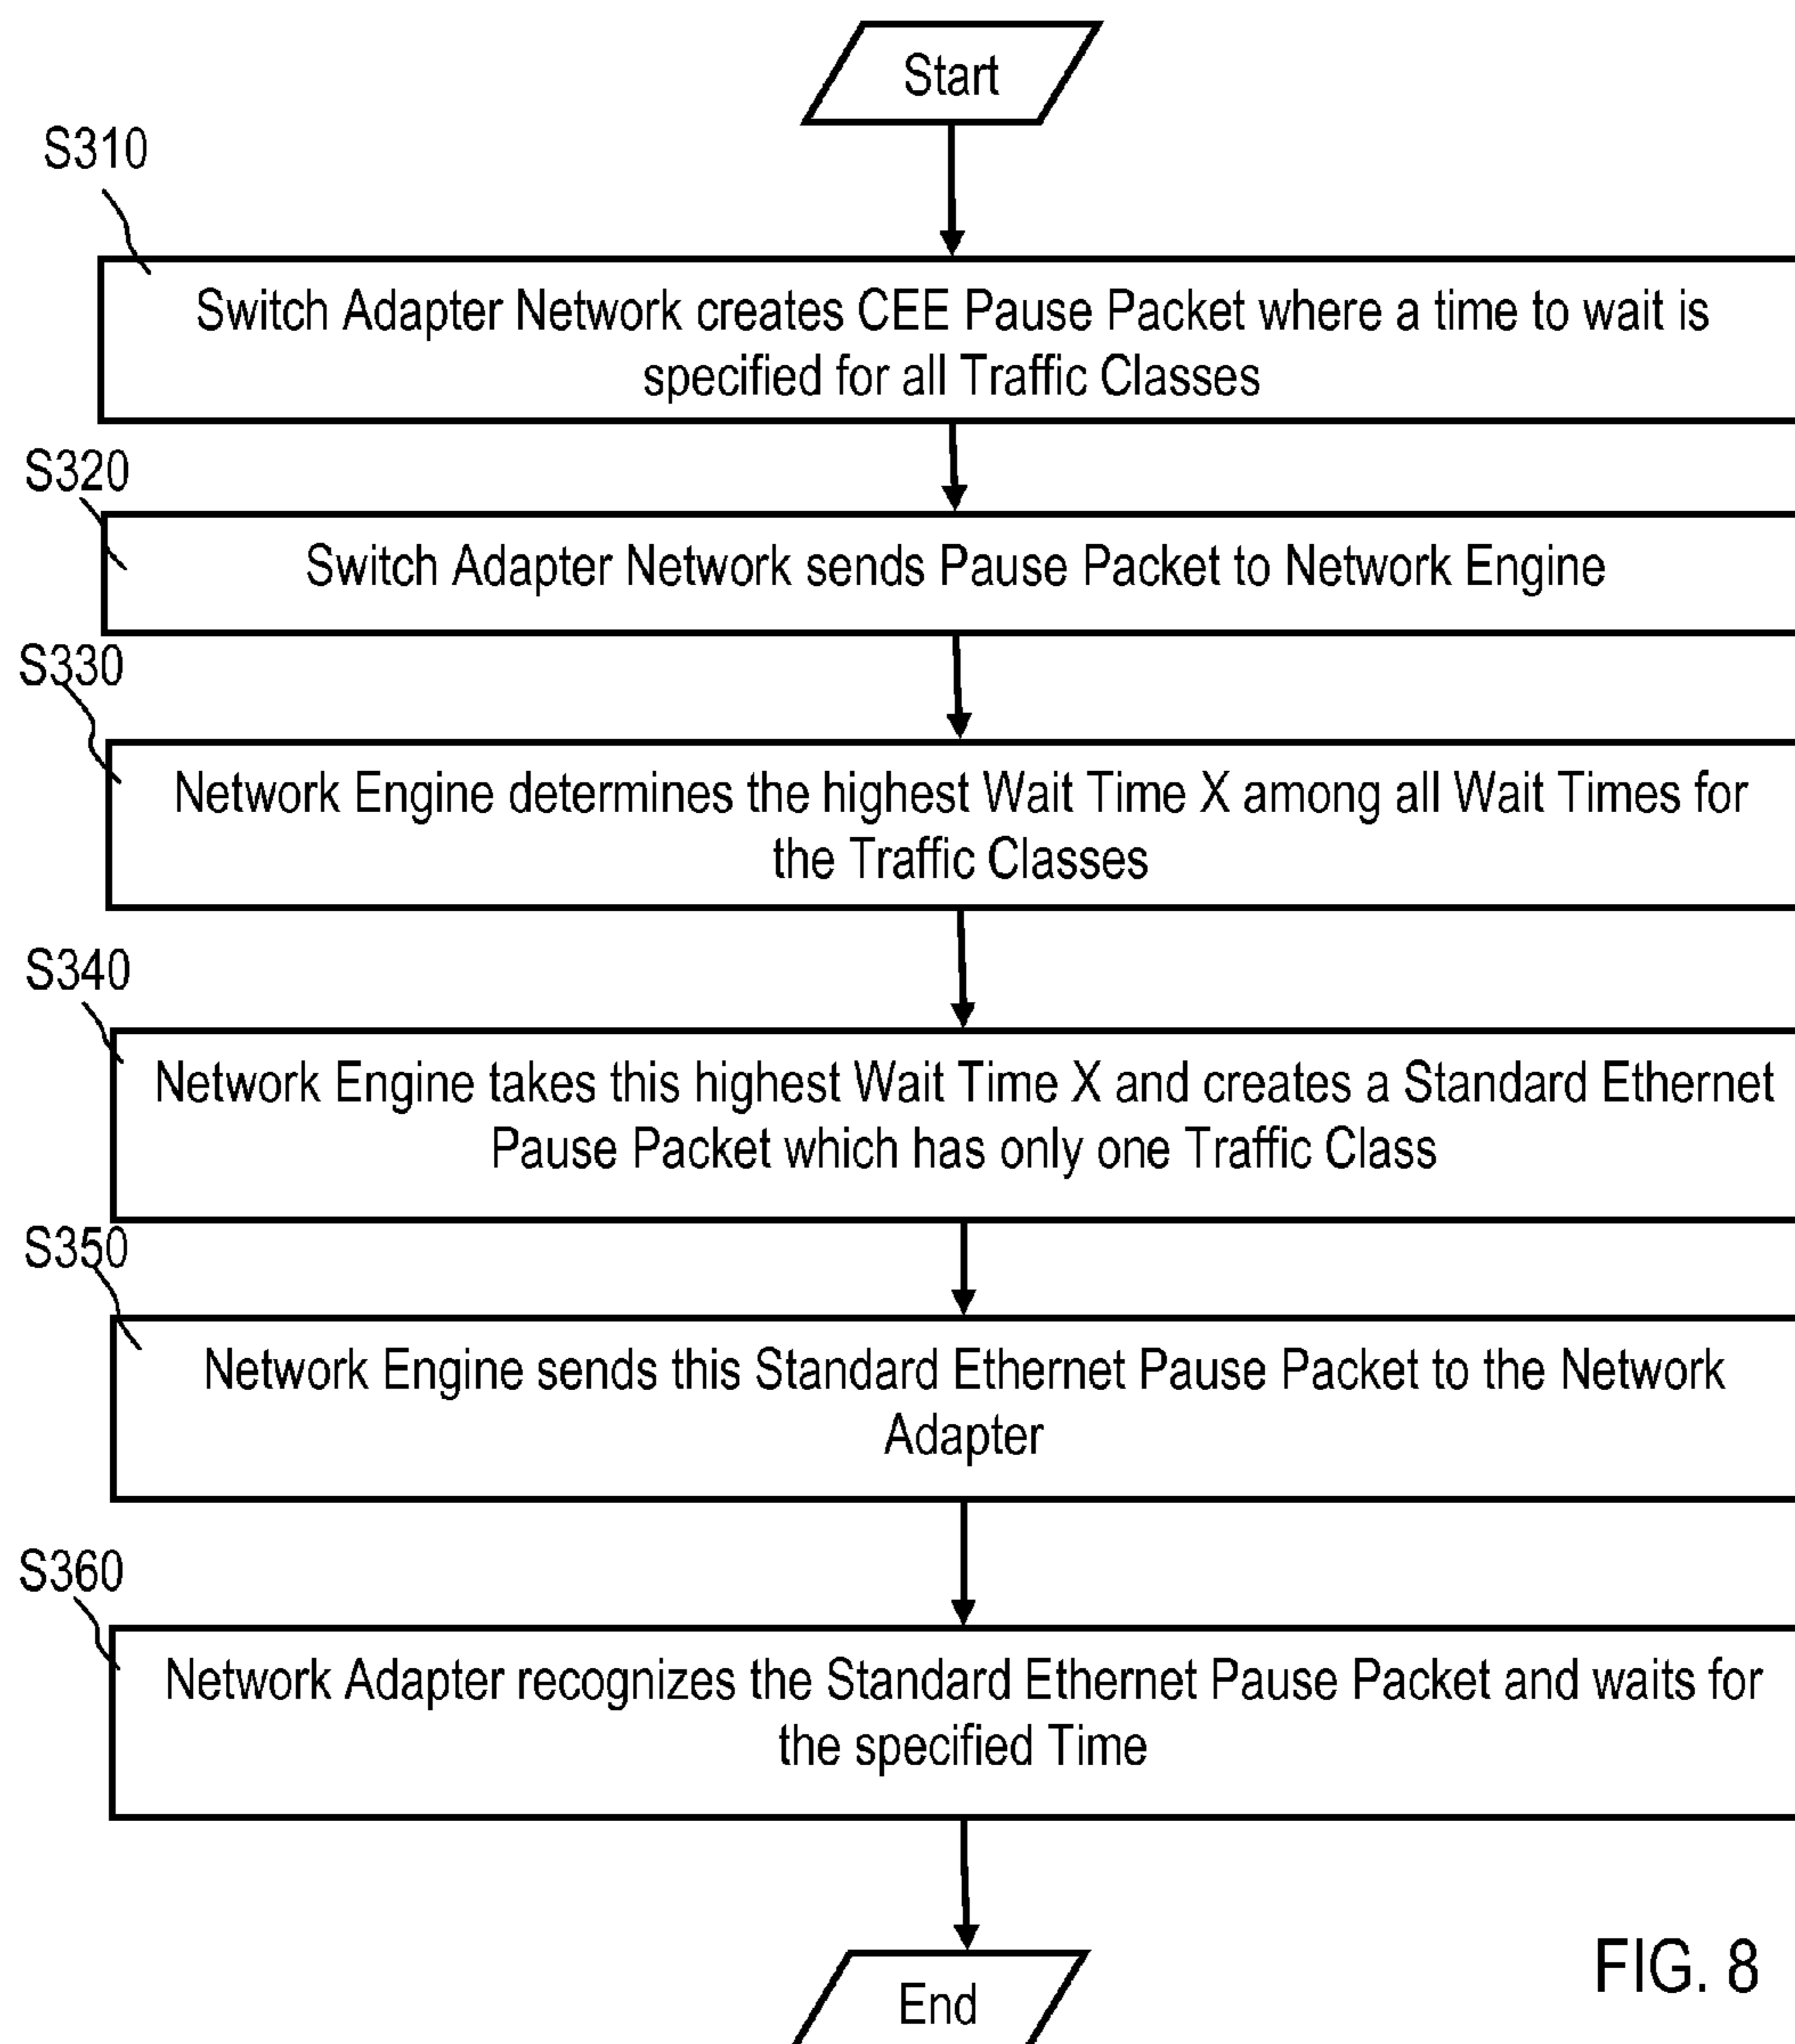 Start
S310
Switch Adapter Network creates CEE Pause Packet where a time to wait is
specified for all Traffic Classes
S320
Switch Adapter Network sends Pause Packet to Network Engine
S330
Network Engine determines the highest Wait Time X among all Wait Times for
the Traffic Classes
S340
Network Engine takes this highest Wait Time X and creates a Standard Ethernet
Pause Packet which has only one Traffic Class
S350
Network Engine sends this Standard Ethernet Pause Packet to the Network
Adapter
S360
Network Adapter recognizes the Standard Ethernet Pause Packet and waits for
the specified Time
End
FIG. 8